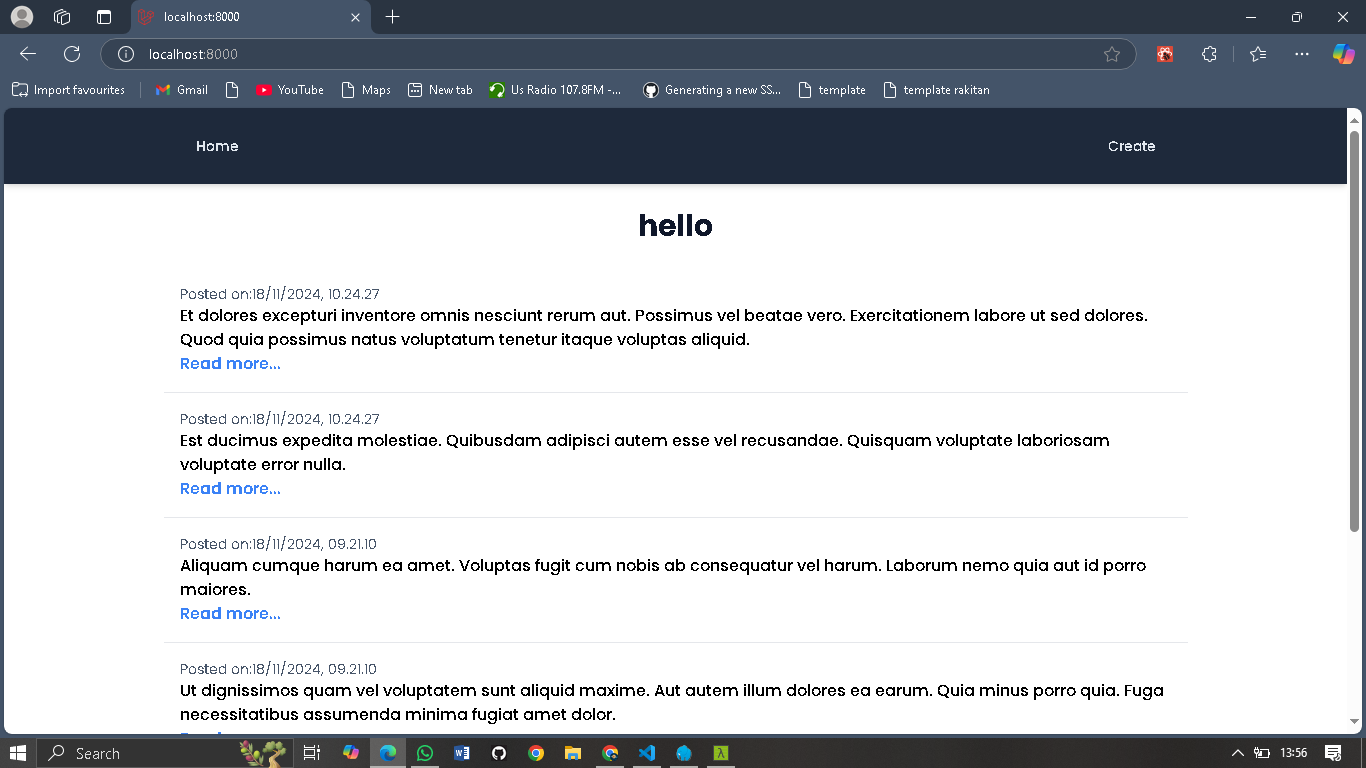 localhost:8000
localhost:8000
Import favourites
Gmail
YouTube
Maps
New tab
Us Radio 107.8FM -...
Generating a new SS...
template
template rakitan
Home
Create
hello
Posted on:18/11/2024, 10.24.27
Et dolores excepturi inventore omnis nesciunt rerum aut. Possimus vel beatae vero. Exercitationem labore ut sed dolores.
Quod quia possimus natus voluptatum tenetur itaque voluptas aliquid.
Read more...
Posted on:18/11/2024, 10.24.27
Est ducimus expedita molestiae. Quibusdam adipisci autem esse vel recusandae. Quisquam voluptate laboriosam
voluptate error nulla.
Read more...
Posted on:18/11/2024, 09.21.10
Aliquam cumque harum ea amet. Voluptas fugit cum nobis ab consequatur vel harum. Laborum nemo quia aut id porro
maiores.
Read more...
Posted on:18/11/2024, 09.21.10
Ut dignissimos quam vel voluptatem sunt aliquid maxime. Aut autem illum dolores ea earum. Quia minus porro quia. Fuga
necessitatibus assumenda minima fugiat amet dolor.
Search
13:56